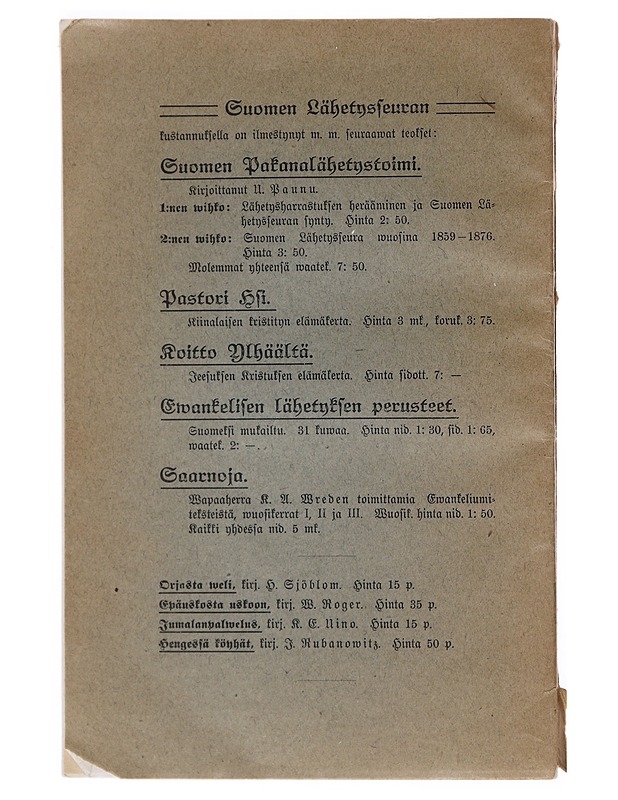 Suomen Lähetysseuran
kustannuksella on ilmestynyt m. m. seuraawat teokset:
Suomen Pakanalähetystoimi.
Kirjoittanut U. Paunu.
1:nen wihko: Lähetysharrastuksen herääminen ja Suomen Lä-
hetysseuran synty. Hinta 2: 50.
2:nen wihko: Suomen Lähetysseura wuosina 1859–1876.
Hinta 3: 50.
Molemmat yhteensä waatek. 7: 50.
Pastori Hsi.
Kiinalaisen kristityn elämäkerta. Hinta 3 mk, koruk. 3: 75.
Koitto Ylhäältä.
Jeesuksen Kristuksen elämäkerta. Hinta sidott. 7: —
Ewankelisen lähetyksen perusteet.
Suomeksi mukailtu. 31 kuwaa. Hinta nid. 1: 30, sid. 1: 65,
waatek. 2: —.
Saarnoja.
Wapaaherra K. A. Wreden toimittamia Ewankeliumi-
teksteistä, wuosikerrat I, II ja III. Wuosik. hinta nid. 1: 50.
Kaikki yhdessä nid. 5 mk.
Orjasta weli, kirj. H. Sjöblom. Hinta 15 p.
Epäuskosta uskoon, kirj. W. Roger. Hinta 35 p.
Jumalanpalwelus, kirj. K. E. Nino. Hinta 15 p.
Hengessä köyhät, kirj. J. Rubanowitz. Hinta 50 p.